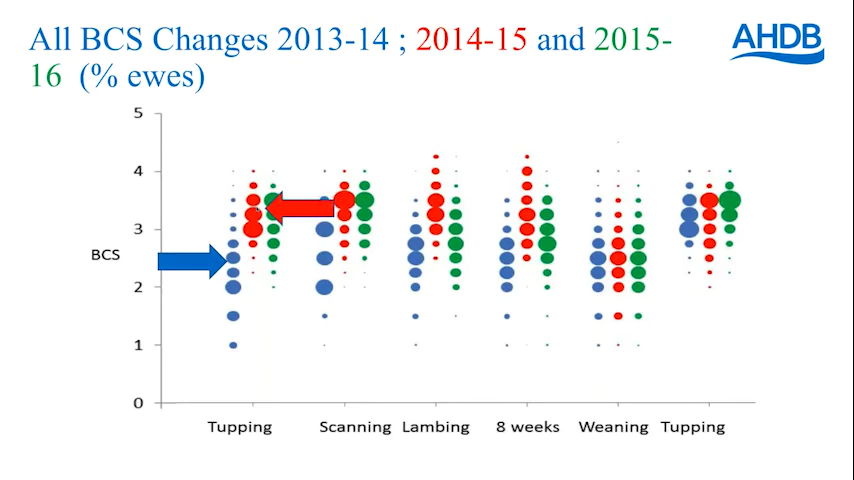 All BCS Changes 2013-14 ; 2014-15 and 2015-
16 (% ewes)
AHDB
5
4
3
BCS
2
1
0
Tupping Scanning Lambing 8 weeks Weaning Tupping